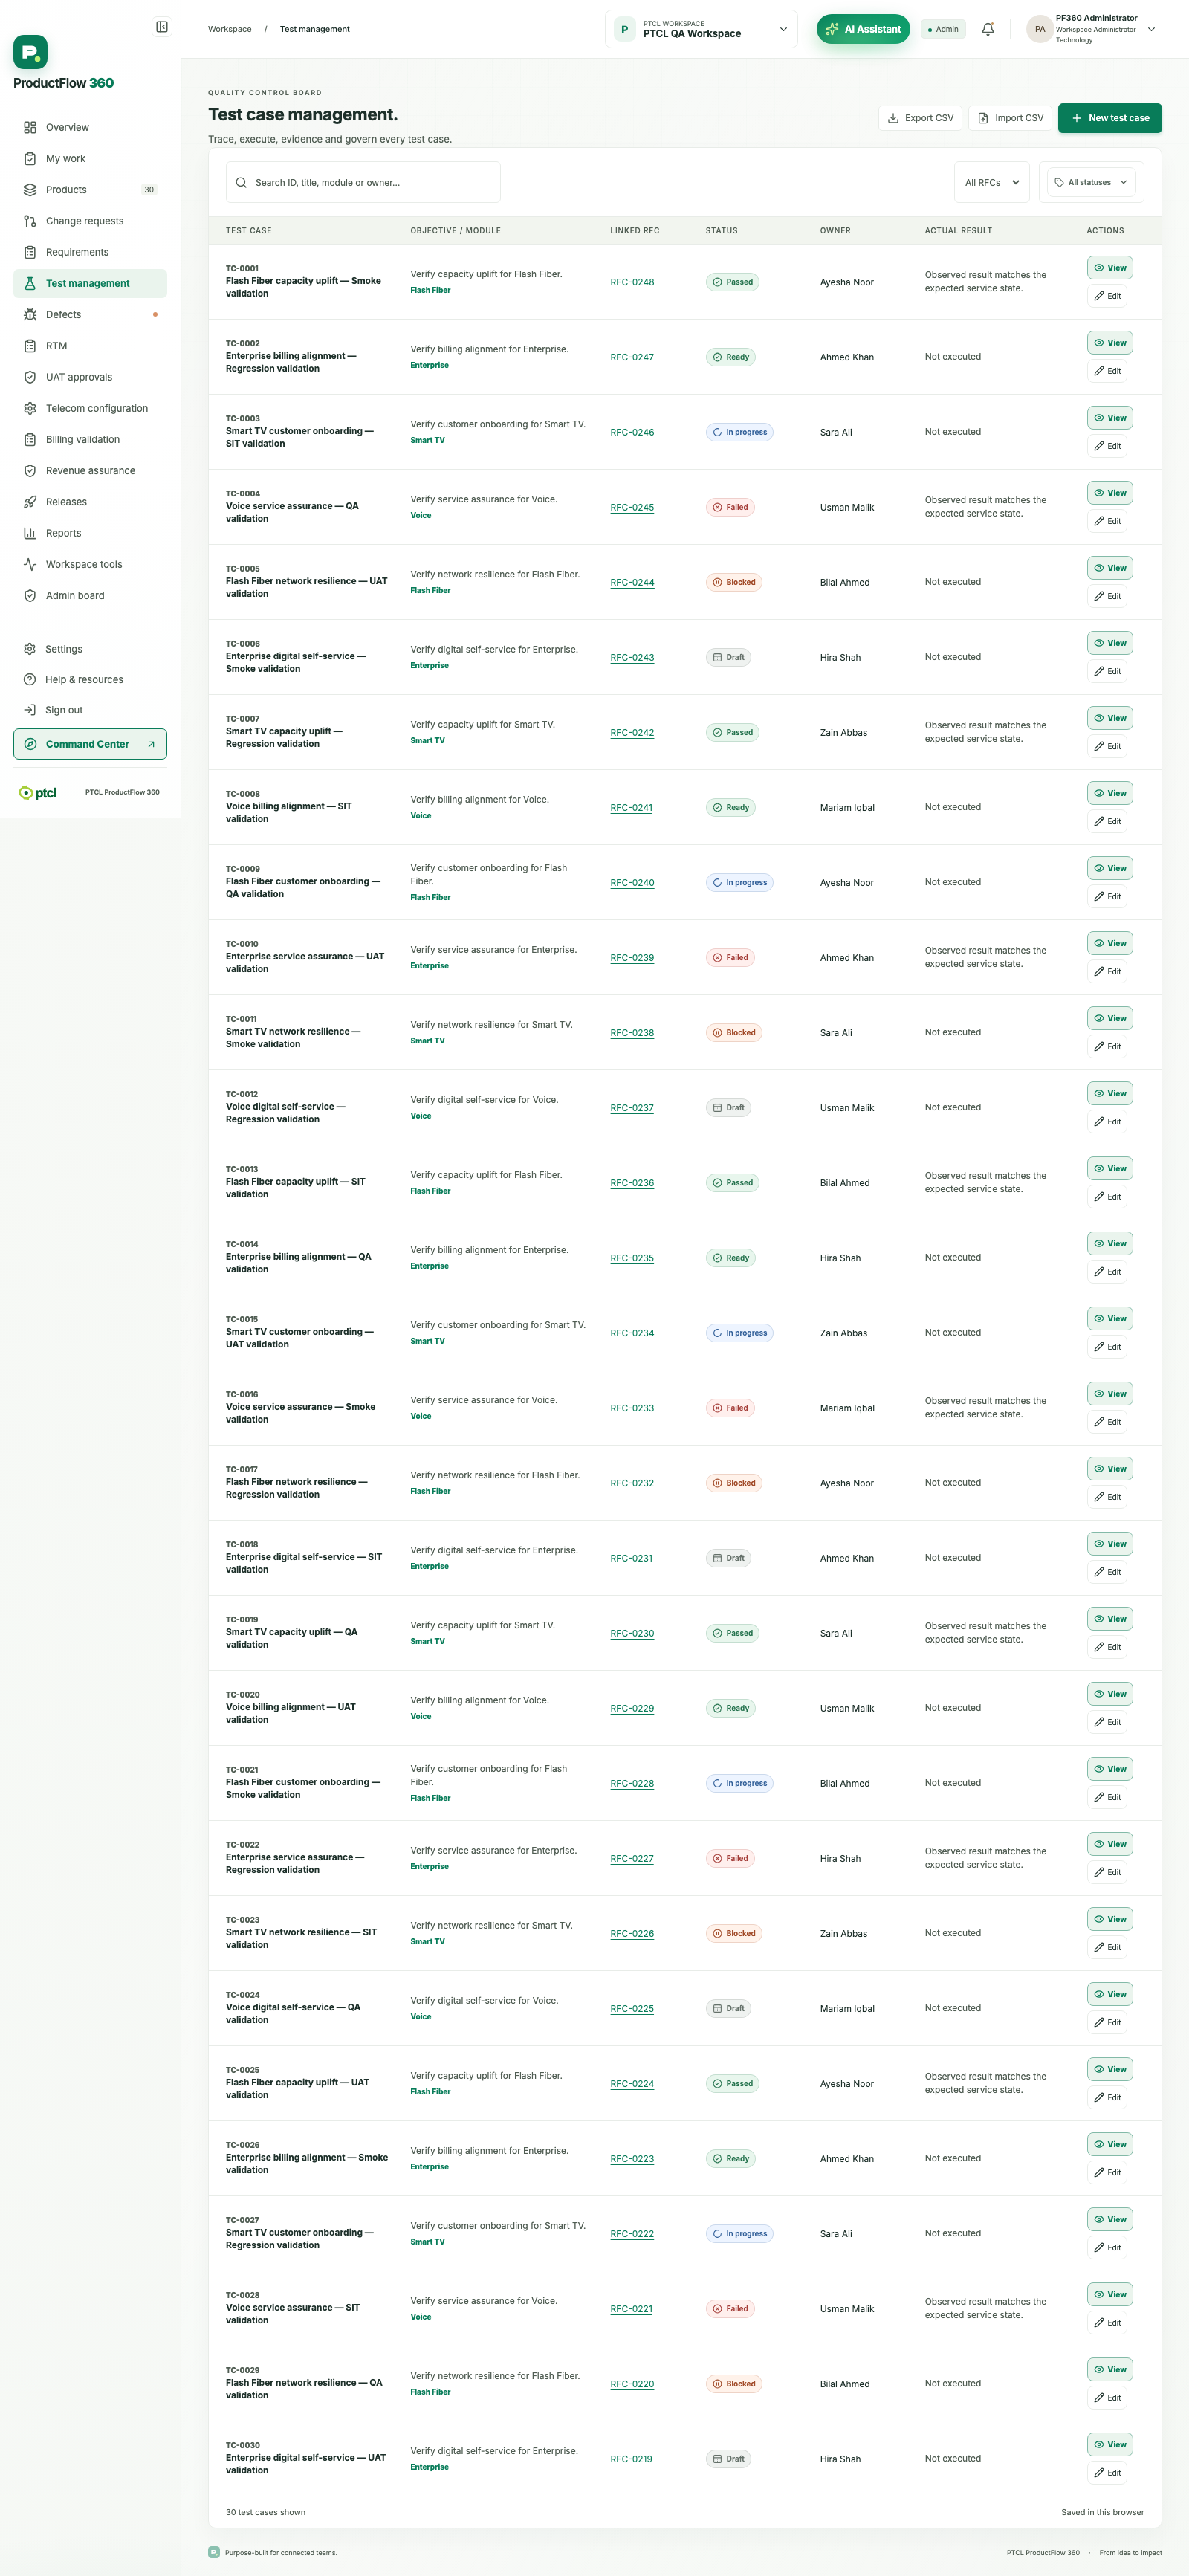 P.
ProductFlow 360
Overview
My work
Products 30
Change requests
Requirements
Test management
Defects
RTM
UAT approvals
Telecom configuration
Billing validation
Revenue assurance
Releases
Reports
Workspace tools
Admin board
Settings
Help & resources
Sign out
Command Center
ptcl PTCL ProductFlow 360
Workspace / Test management
P
PTCL WORKSPACE
PTCL QA Workspace
AI Assistant
Admin
PA
PF360 Administrator
Workspace Administrator
Technology
QUALITY CONTROL BOARD
Test case management.
Trace, execute, evidence and govern every test case.
Export CSV
Import CSV
New test case
Search ID, title, module or owner...
All RFCs
All statuses
TEST CASE OBJECTIVE / MODULE LINKED RFC STATUS OWNER ACTUAL RESULT ACTIONS
TC-0001
Flash Fiber capacity uplift — Smoke
validation
Verify capacity uplift for Flash Fiber.
Flash Fiber
RFC-0248
Passed
Ayesha Noor
Observed result matches the
expected service state.
View
Edit
TC-0002
Enterprise billing alignment —
Regression validation
Verify billing alignment for Enterprise.
Enterprise
RFC-0247
Ready
Ahmed Khan
Not executed
View
Edit
TC-0003
Smart TV customer onboarding —
SIT validation
Verify customer onboarding for Smart TV.
Smart TV
RFC-0246
In progress
Sara Ali
Not executed
View
Edit
TC-0004
Voice service assurance — QA
validation
Verify service assurance for Voice.
Voice
RFC-0245
Failed
Usman Malik
Observed result matches the
expected service state.
View
Edit
TC-0005
Flash Fiber network resilience — UAT
validation
Verify network resilience for Flash Fiber.
Flash Fiber
RFC-0244
Blocked
Bilal Ahmed
Not executed
View
Edit
TC-0006
Enterprise digital self-service —
Smoke validation
Verify digital self-service for Enterprise.
Enterprise
RFC-0243
Draft
Hira Shah
Not executed
View
Edit
TC-0007
Smart TV capacity uplift —
Regression validation
Verify capacity uplift for Smart TV.
Smart TV
RFC-0242
Passed
Zain Abbas
Observed result matches the
expected service state.
View
Edit
TC-0008
Voice billing alignment — SIT
validation
Verify billing alignment for Voice.
Voice
RFC-0241
Ready
Mariam Iqbal
Not executed
View
Edit
TC-0009
Flash Fiber customer onboarding —
QA validation
Verify customer onboarding for Flash
Fiber.
Flash Fiber
RFC-0240
In progress
Ayesha Noor
Not executed
View
Edit
TC-0010
Enterprise service assurance — UAT
validation
Verify service assurance for Enterprise.
Enterprise
RFC-0239
Failed
Ahmed Khan
Observed result matches the
expected service state.
View
Edit
TC-0011
Smart TV network resilience —
Smoke validation
Verify network resilience for Smart TV.
Smart TV
RFC-0238
Blocked
Sara Ali
Not executed
View
Edit
TC-0012
Voice digital self-service —
Regression validation
Verify digital self-service for Voice.
Voice
RFC-0237
Draft
Usman Malik
Not executed
View
Edit
TC-0013
Flash Fiber capacity uplift — SIT
validation
Verify capacity uplift for Flash Fiber.
Flash Fiber
RFC-0236
Passed
Bilal Ahmed
Observed result matches the
expected service state.
View
Edit
TC-0014
Enterprise billing alignment — QA
validation
Verify billing alignment for Enterprise.
Enterprise
RFC-0235
Ready
Hira Shah
Not executed
View
Edit
TC-0015
Smart TV customer onboarding —
UAT validation
Verify customer onboarding for Smart TV.
Smart TV
RFC-0234
In progress
Zain Abbas
Not executed
View
Edit
TC-0016
Voice service assurance — Smoke
validation
Verify service assurance for Voice.
Voice
RFC-0233
Failed
Mariam Iqbal
Observed result matches the
expected service state.
View
Edit
TC-0017
Flash Fiber network resilience —
Regression validation
Verify network resilience for Flash Fiber.
Flash Fiber
RFC-0232
Blocked
Ayesha Noor
Not executed
View
Edit
TC-0018
Enterprise digital self-service — SIT
validation
Verify digital self-service for Enterprise.
Enterprise
RFC-0231
Draft
Ahmed Khan
Not executed
View
Edit
TC-0019
Smart TV capacity uplift — QA
validation
Verify capacity uplift for Smart TV.
Smart TV
RFC-0230
Passed
Sara Ali
Observed result matches the
expected service state.
View
Edit
TC-0020
Voice billing alignment — UAT
validation
Verify billing alignment for Voice.
Voice
RFC-0229
Ready
Usman Malik
Not executed
View
Edit
TC-0021
Flash Fiber customer onboarding —
Smoke validation
Verify customer onboarding for Flash
Fiber.
Flash Fiber
RFC-0228
In progress
Bilal Ahmed
Not executed
View
Edit
TC-0022
Enterprise service assurance —
Regression validation
Verify service assurance for Enterprise.
Enterprise
RFC-0227
Failed
Hira Shah
Observed result matches the
expected service state.
View
Edit
TC-0023
Smart TV network resilience — SIT
validation
Verify network resilience for Smart TV.
Smart TV
RFC-0226
Blocked
Zain Abbas
Not executed
View
Edit
TC-0024
Voice digital self-service — QA
validation
Verify digital self-service for Voice.
Voice
RFC-0225
Draft
Mariam Iqbal
Not executed
View
Edit
TC-0025
Flash Fiber capacity uplift — UAT
validation
Verify capacity uplift for Flash Fiber.
Flash Fiber
RFC-0224
Passed
Ayesha Noor
Observed result matches the
expected service state.
View
Edit
TC-0026
Enterprise billing alignment — Smoke
validation
Verify billing alignment for Enterprise.
Enterprise
RFC-0223
Ready
Ahmed Khan
Not executed
View
Edit
TC-0027
Smart TV customer onboarding —
Regression validation
Verify customer onboarding for Smart TV.
Smart TV
RFC-0222
In progress
Sara Ali
Not executed
View
Edit
TC-0028
Voice service assurance — SIT
validation
Verify service assurance for Voice.
Voice
RFC-0221
Failed
Usman Malik
Observed result matches the
expected service state.
View
Edit
TC-0029
Flash Fiber network resilience — QA
validation
Verify network resilience for Flash Fiber.
Flash Fiber
RFC-0220
Blocked
Bilal Ahmed
Not executed
View
Edit
TC-0030
Enterprise digital self-service — UAT
validation
Verify digital self-service for Enterprise.
Enterprise
RFC-0219
Draft
Hira Shah
Not executed
View
Edit
30 test cases shown
Saved in this browser
P. Purpose-built for connected teams.
PTCL ProductFlow 360 · From idea to impact